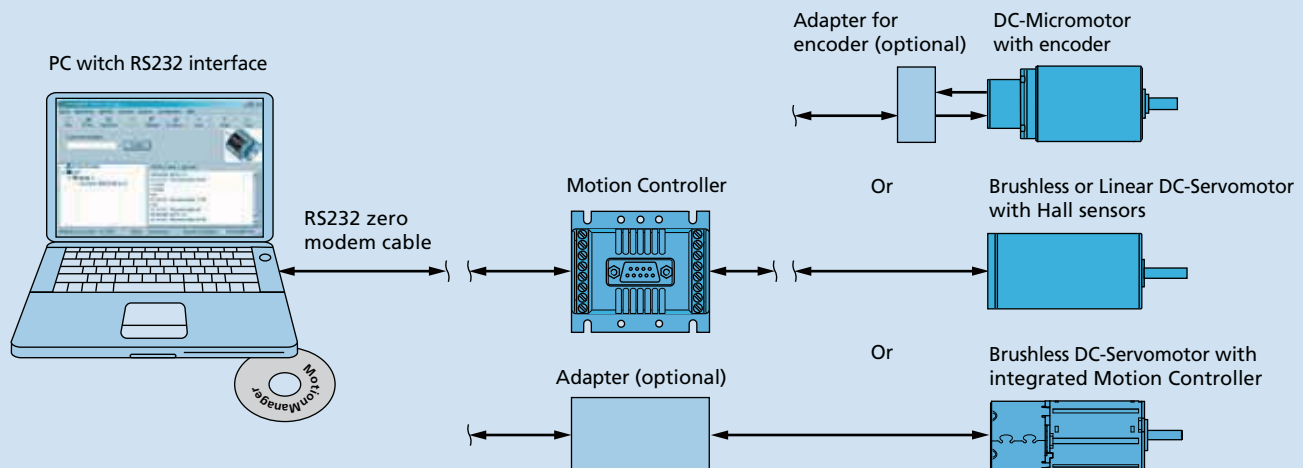 PC witch RS232 interface
RS232 zero
modem cable
MotionManager
Motion Controller
Adapter (optional)
Adapter for
encoder (optional)
DC-Micromotor
with encoder
Or
Brushless or Linear DC-Servomotor
with Hall sensors
Or
Brushless DC-Servomotor with
integrated Motion Controller